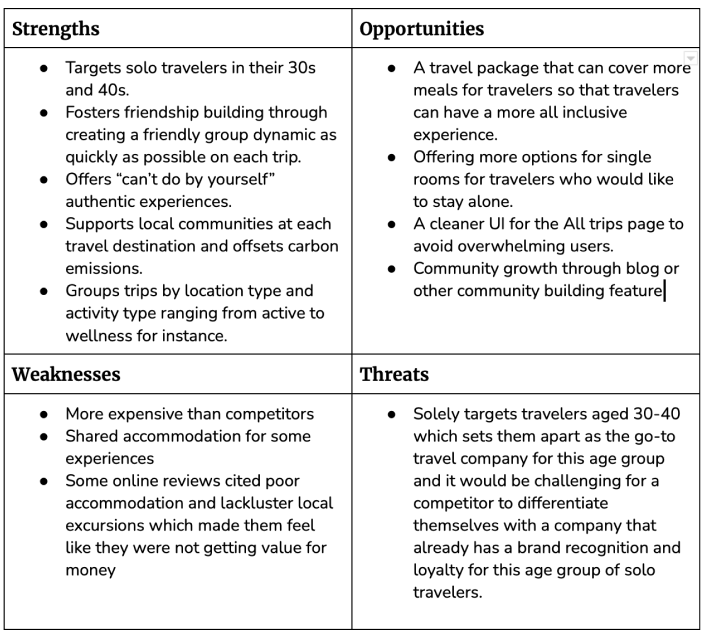 Strengths
● Targets solo travelers in their 30s
and 40s.
● Fosters friendship building through
creating a friendly group dynamic as
quickly as possible on each trip.
● Offers “can’t do by yourself”
authentic experiences.
● Supports local communities at each
travel destination and offsets carbon
emissions.
● Groups trips by location type and
activity type ranging from active to
wellness for instance.
Opportunities
● A travel package that can cover more
meals for travelers so that travelers
can have a more all inclusive
experience.
● Offering more options for single
rooms for travelers who would like
to stay alone.
● A cleaner UI for the All trips page to
avoid overwhelming users.
● Community growth through blog or
other community building feature
Weaknesses
● More expensive than competitors
● Shared accommodation for some
experiences
● Some online reviews cited poor
accommodation and lackluster local
excursions which made them feel
like they were not getting value for
money
Threats
● Solely targets travelers aged 30-40
which sets them apart as the go-to
travel company for this age group
and it would be challenging for a
competitor to differentiate
themselves with a company that
already has a brand recognition and
loyalty for this age group of solo
travelers.